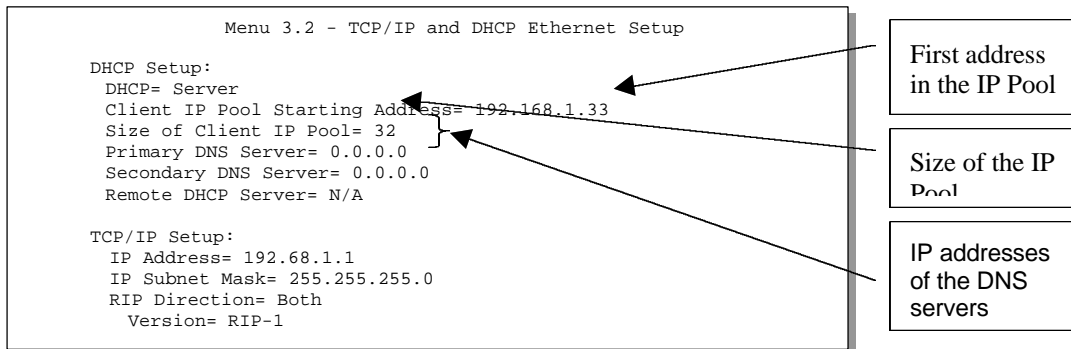 Menu 3.2 - TCP/IP and DHCP Ethernet Setup
DHCP Setup:
DHCP= Server
Client IP Pool Starting Address= 192.168.1.33
Size of Client IP Pool= 32
Primary DNS Server= 0.0.0.0
Secondary DNS Server= 0.0.0.0
Remote DHCP Server= N/A
TCP/IP Setup:
IP Address= 192.68.1.1
IP Subnet Mask= 255.255.255.0
RIP Direction= Both
Version= RIP-1
First address
in the IP Pool
Size of the IP
Pool
IP addresses
of the DNS
servers